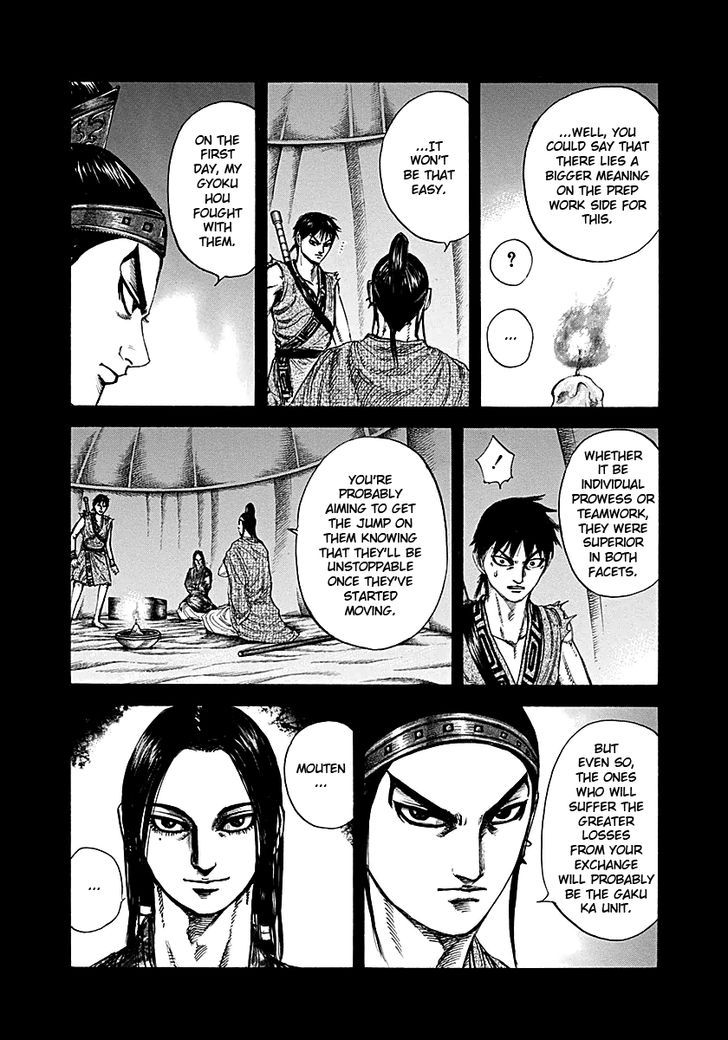 ...WELL, YOU
COULD SAY THAT
THERE LIES A
BIGGER MEANING
ON THE PREP
WORK SIDE FOR
THIS.
?
...
...IT
WON'T
BE THAT
EASY.
...
ON THE
FIRST
DAY, MY
GYOKU
HOU
FOUGHT
WITH
THEM.
WHETHER
IT BE
INDIVIDUAL
PROWESS OR
TEAMWORK,
THEY WERE
SUPERIOR
IN BOTH
FACETS.
!
YOU'RE
PROBABLY
AIMING TO GET
THE JUMP ON
THEM KNOWING
THAT THEY'LL BE
UNSTOPPABLE
ONCE THEY'VE
STARTED
MOVING.
BUT
EVEN SO,
THE ONES
WHO WILL
SUFFER THE
GREATER
LOSSES
FROM YOUR
EXCHANGE
WILL PROBABLY
BE THE GAKU
KA UNIT.
MOUTEN
...
...